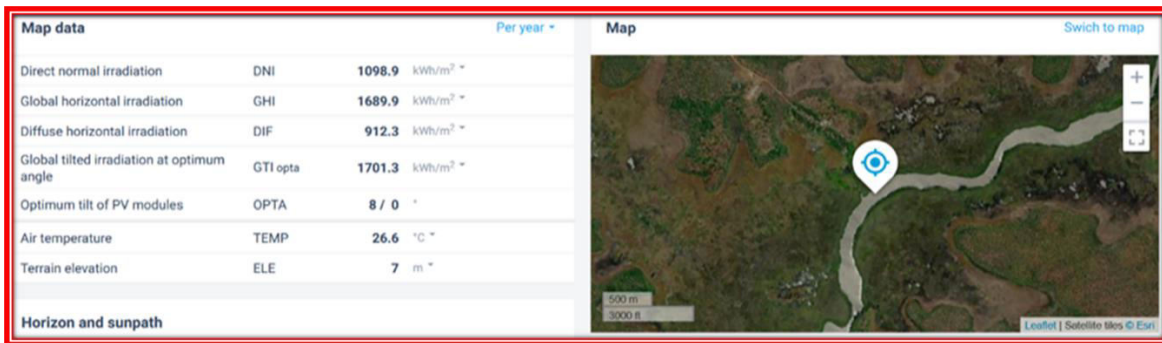 Map data Per year
Direct normal irradiation DNI 1098.9 kWh/m²
Global horizontal irradiation GHI 1689.9 kWh/m²
Diffuse horizontal irradiation DIF 912.3 kWh/m²
Global tilted irradiation at optimum
angle GTI opta 1701.3 kWh/m²
Optimum tilt of PV modules OPTA 8 / 0 °
Air temperature TEMP 26.6 °C
Terrain elevation ELE 7 m
Horizon and sunpath
Map Swich to map
+
−
500 m
3000 ft
Leaflet | Satellite tiles © Esri